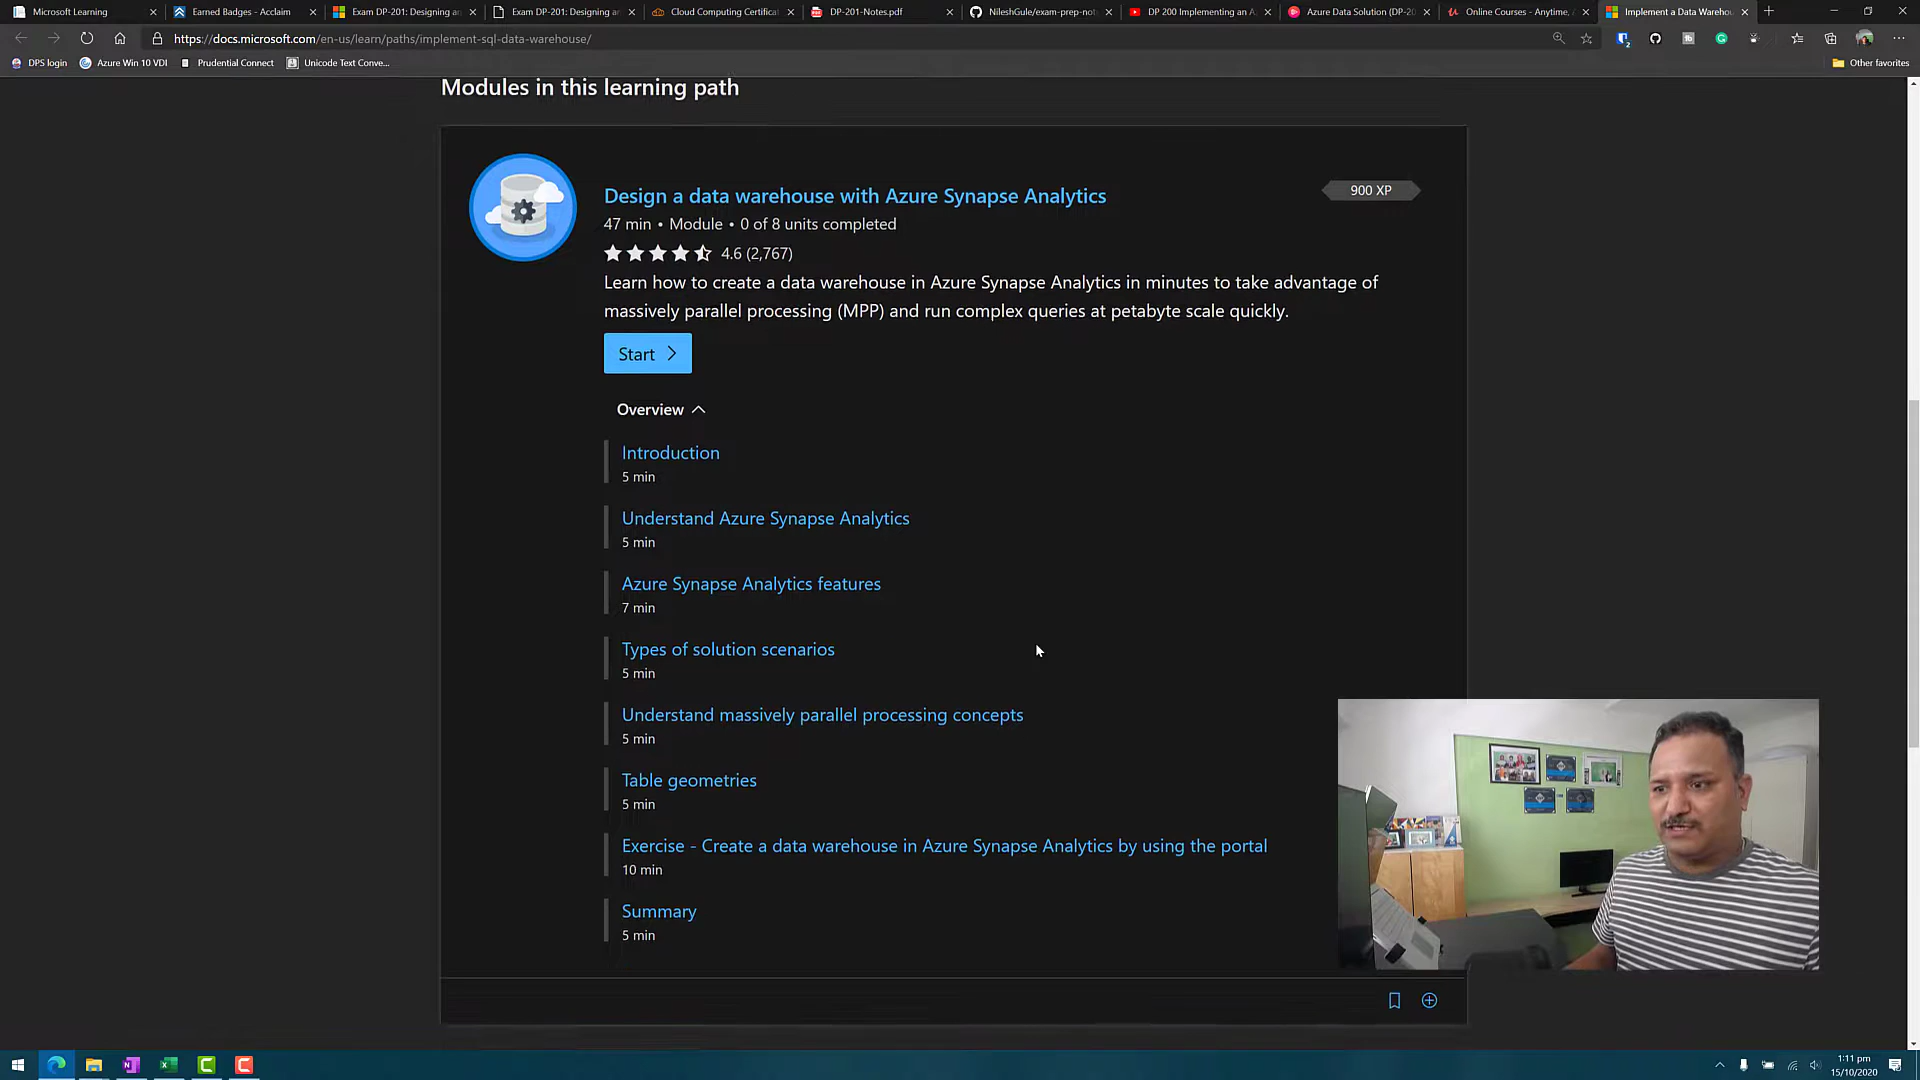 Microsoft Learning
Earned Badges - Acclaim
Exam DP-201: Designing a
Exam DP-201: Designing a
Cloud Computing Certifica
DP-201-Notes.pdf
NileshGule/exam-prep-not
DP 200 Implementing an A
Azure Data Solution (DP-20
Online Courses - Anytime,
Implement a Data Warehou
https://docs.microsoft.com/en-us/learn/paths/implement-sql-data-warehouse/
DPS login
Azure Win 10 VDI
Prudential Connect
Unicode Text Conve...
Other favorites
Modules in this learning path
Design a data warehouse with Azure Synapse Analytics
900 XP
47 min • Module • 0 of 8 units completed
4.6 (2,767)
Learn how to create a data warehouse in Azure Synapse Analytics in minutes to take advantage of
massively parallel processing (MPP) and run complex queries at petabyte scale quickly.
Start
Overview
Introduction
5 min
Understand Azure Synapse Analytics
5 min
Azure Synapse Analytics features
7 min
Types of solution scenarios
5 min
Understand massively parallel processing concepts
5 min
Table geometries
5 min
Exercise - Create a data warehouse in Azure Synapse Analytics by using the portal
10 min
Summary
5 min
1:11 pm
15/10/2020